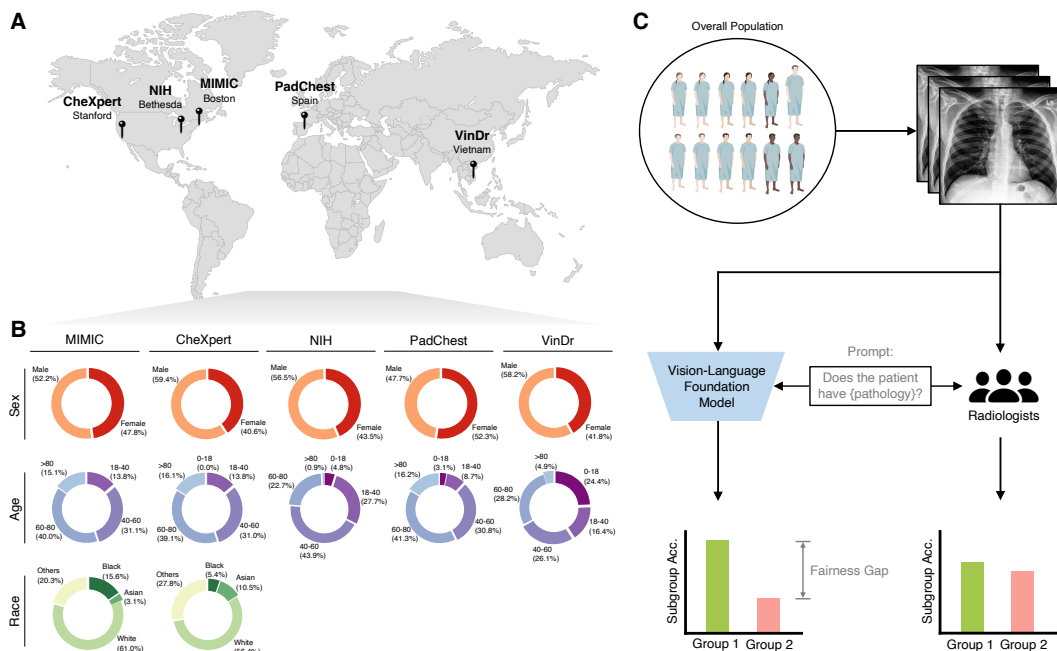 A
CheXpert
Stanford
NIH
Bethesda
MIMIC
Boston
PadChest
Spain
VinDr
Vietnam
B
MIMIC
CheXpert
NIH
PadChest
VinDr
Sex
Male
(52.2%)
Female
(47.8%)
Male
(59.4%)
Female
(40.6%)
Male
(56.5%)
Female
(43.5%)
Male
(47.7%)
Female
(52.3%)
Male
(58.2%)
Female
(41.8%)
Age
>80
(15.1%)
18-40
(13.8%)
60-80
(40.0%)
40-60
(31.1%)
>80
(16.1%)
0-18
(0.0%)
18-40
(13.8%)
60-80
(39.1%)
40-60
(31.0%)
>80
(0.9%)
0-18
(4.8%)
60-80
(22.7%)
18-40
(27.7%)
40-60
(43.9%)
>80
(16.2%)
0-18
(3.1%)
18-40
(8.7%)
60-80
(41.3%)
40-60
(30.8%)
>80
(4.9%)
0-18
(24.4%)
60-80
(28.2%)
18-40
(16.4%)
40-60
(26.1%)
Race
Others
(20.3%)
Black
(15.6%)
Asian
(3.1%)
White
(61.0%)
Others
(27.8%)
Black
(5.4%)
Asian
(10.5%)
White
C
Overall Population
Vision-Language
Foundation
Model
Prompt:
Does the patient
have {pathology}?
Radiologists
Subgroup Acc.
Fairness Gap
Group 1
Group 2
Subgroup Acc.
Group 1
Group 2